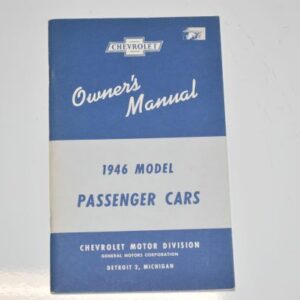 CHEVROLET
Owner's
Manual
1946 MODEL
PASSENGER CARS
CHEVROLET MOTOR DIVISION
GENERAL MOTORS CORPORATION
DETROIT 2, MICHIGAN